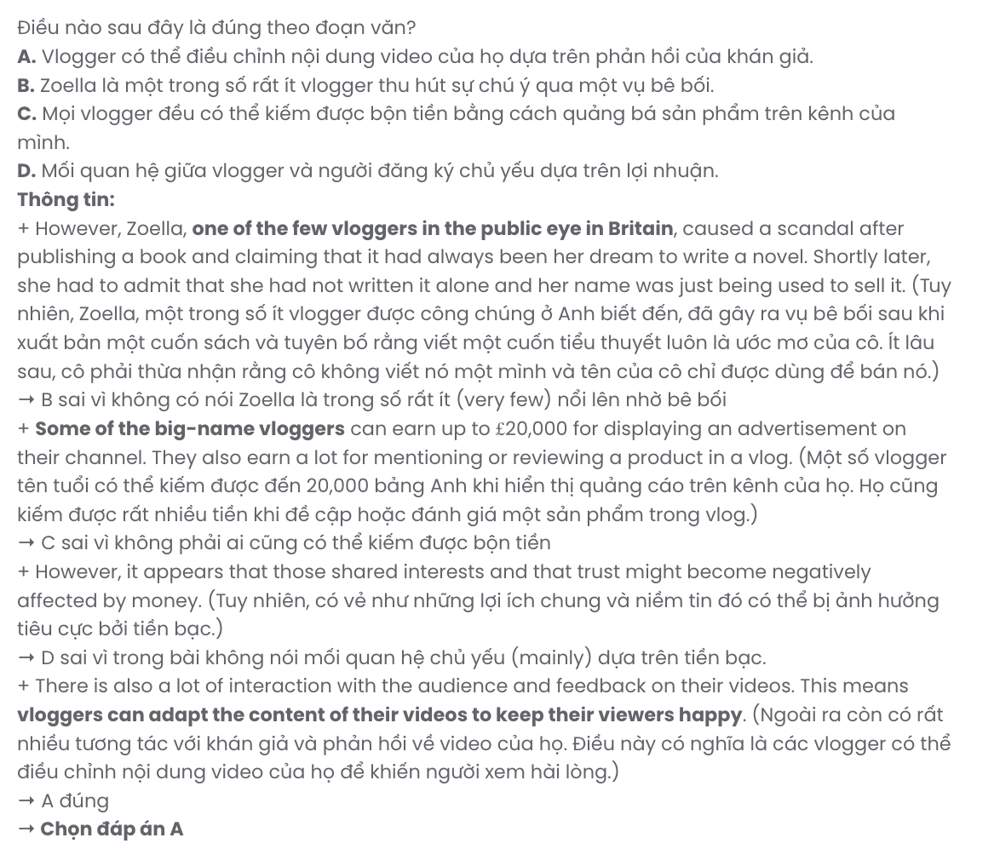 Điều nào sau đây là đúng theo đoạn văn?
A. Vlogger có thể điều chỉnh nội dung video của họ dựa trên phản hồi của khán giả.
B. Zoella là một trong số rất ít vlogger thu hút sự chú ý qua một vụ bê bối.
C. Mọi vlogger đều có thể kiếm được bộn tiền bằng cách quảng bá sản phẩm trên kênh của
mình.
D. Mối quan hệ giữa vlogger và người đăng ký chủ yếu dựa trên lợi nhuận.
Thông tin:
+ However, Zoella, one of the few vloggers in the public eye in Britain, caused a scandal after
publishing a book and claiming that it had always been her dream to write a novel. Shortly later,
she had to admit that she had not written it alone and her name was just being used to sell it. (Tuy
nhiên, Zoella, một trong số ít vlogger được công chúng ở Anh biết đến, đã gây ra vụ bê bối sau khi
xuất bản một cuốn sách và tuyên bố rằng viết một cuốn tiểu thuyết luôn là ước mơ của cô. Ít lâu
sau, cô phải thừa nhận rằng cô không viết nó một mình và tên của cô chỉ được dùng để bán nó.)
→ B sai vì không có nói Zoella là trong số rất ít (very few) nổi lên nhờ bê bối
+ Some of the big-name vloggers can earn up to £20,000 for displaying an advertisement on
their channel. They also earn a lot for mentioning or reviewing a product in a vlog. (Một số vlogger
tên tuổi có thể kiếm được đến 20,000 bảng Anh khi hiển thị quảng cáo trên kênh của họ. Họ cũng
kiếm được rất nhiều tiền khi đề cập hoặc đánh giá một sản phẩm trong vlog.)
→ C sai vì không phải ai cũng có thể kiếm được bộn tiền
+ However, it appears that those shared interests and that trust might become negatively
affected by money. (Tuy nhiên, có vẻ như những lợi ích chung và niềm tin đó có thể bị ảnh hưởng
tiêu cực bởi tiền bạc.)
→ D sai vì trong bài không nói mối quan hệ chủ yếu (mainly) dựa trên tiền bạc.
+ There is also a lot of interaction with the audience and feedback on their videos. This means
vloggers can adapt the content of their videos to keep their viewers happy. (Ngoài ra còn có rất
nhiều tương tác với khán giả và phản hồi về video của họ. Điều này có nghĩa là các vlogger có thể
điều chỉnh nội dung video của họ để khiến người xem hài lòng.)
→ A đúng
→ Chọn đáp án A